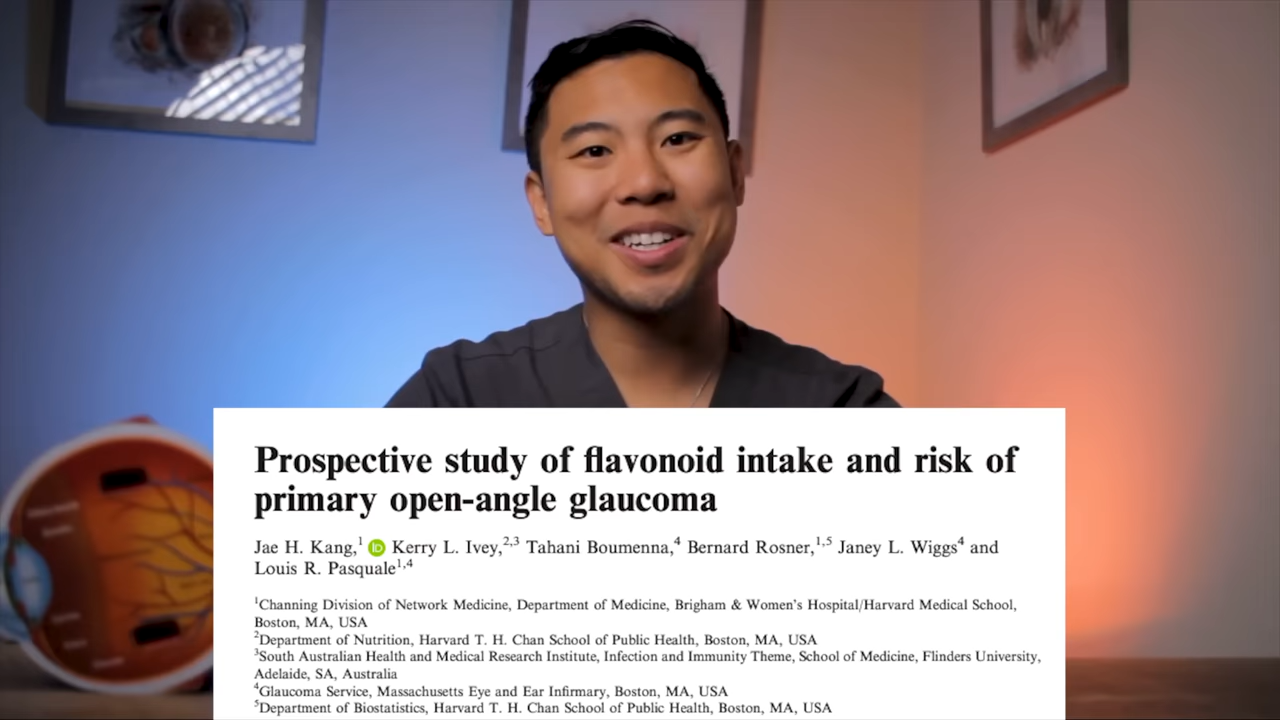 Prospective study of flavonoid intake and risk of
primary open-angle glaucoma
Jae H. Kang,¹ iD Kerry L. Ivey,²,³ Tahani Boumenna,⁴ Bernard Rosner,¹,⁵ Janey L. Wiggs⁴ and
Louis R. Pasquale¹,⁴
¹Channing Division of Network Medicine, Department of Medicine, Brigham & Women's Hospital/Harvard Medical School,
Boston, MA, USA
²Department of Nutrition, Harvard T. H. Chan School of Public Health, Boston, MA, USA
³South Australian Health and Medical Research Institute, Infection and Immunity Theme, School of Medicine, Flinders University,
Adelaide, SA, Australia
⁴Glaucoma Service, Massachusetts Eye and Ear Infirmary, Boston, MA, USA
⁵Department of Biostatistics, Harvard T. H. Chan School of Public Health, Boston, MA, USA